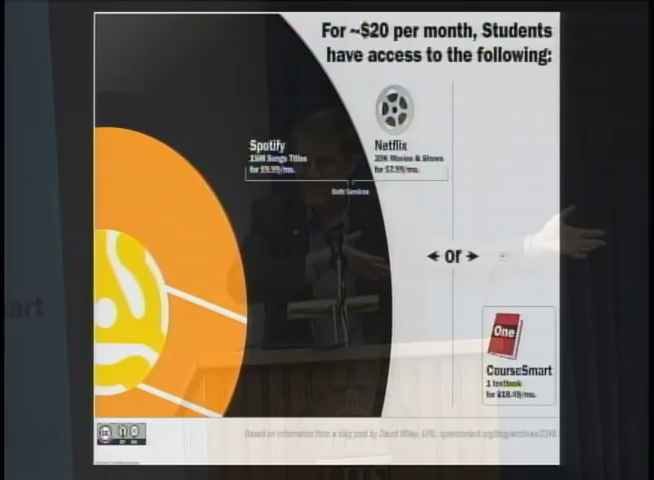 For ~$20 per month, Students
have access to the following:
Spotify
15M Songs Titles
for $9.99/mo.
Netflix
20K Movies & Shows
for $7.99/mo.
Both Services
or
art
One
CourseSmart
1 textbook
for $18.49/mo.
Based on information from a blog post by David Wiley. URL: opencontent.org/blog/archives/2348